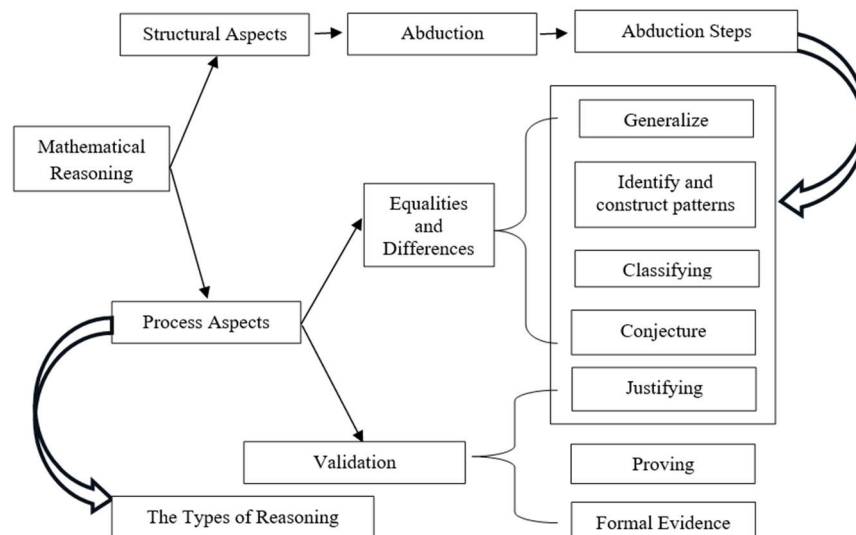 Structural Aspects
Abduction
Abduction Steps
Mathematical
Reasoning
Generalize
Identify and
construct patterns
Equalities
and
Differences
Classifying
Process Aspects
Conjecture
Justifying
Validation
Proving
The Types of Reasoning
Formal Evidence